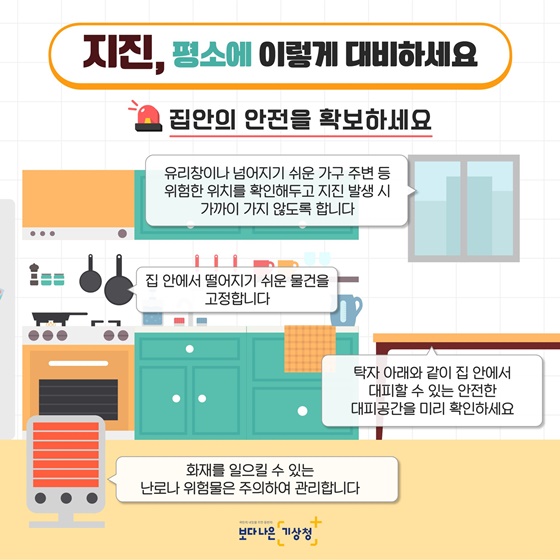 지진, 평소에 이렇게 대비하세요
집안의 안전을 확보하세요
유리창이나 넘어지기 쉬운 가구 주변 등
위험한 위치를 확인해두고 지진 발생 시
가까이 가지 않도록 합니다
집 안에서 떨어지기 쉬운 물건을
고정합니다
탁자 아래와 같이 집 안에서
대피할 수 있는 안전한
대피공간을 미리 확인하세요
화재를 일으킬 수 있는
난로나 위험물은 주의하여 관리합니다
보다나은 기상청